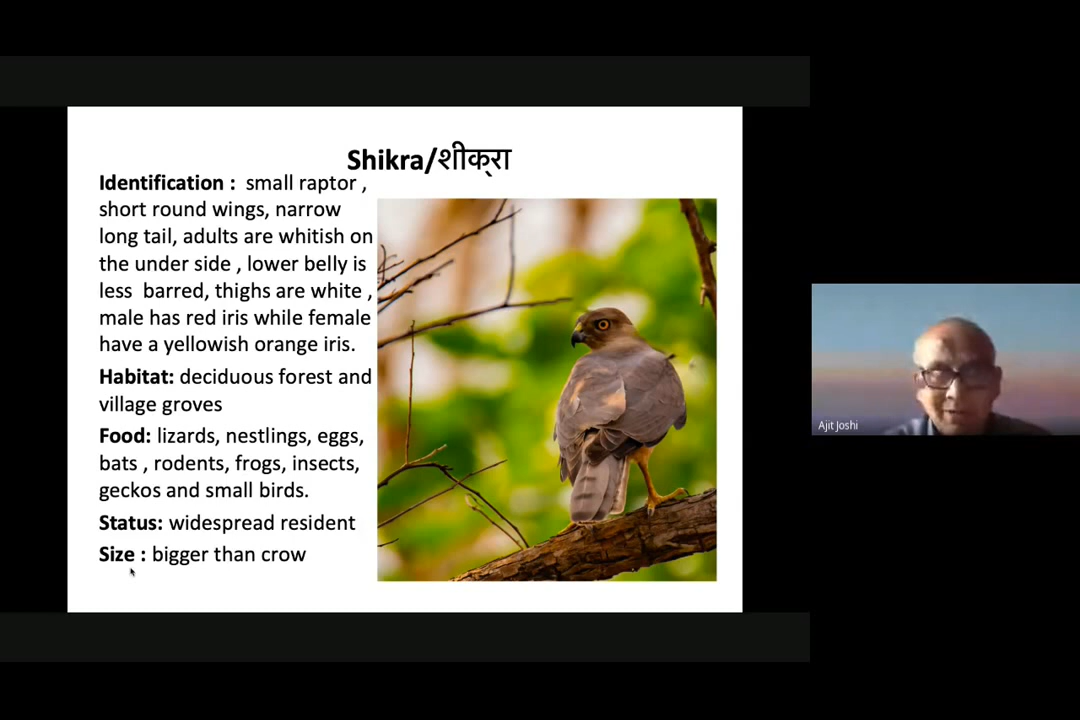 Shikra/शीक्‍रा
Identification :  small raptor ,
short round wings, narrow
long tail, adults are whitish on
the under side , lower belly is
less  barred, thighs are white ,
male has red iris while female
have a yellowish orange iris.
Habitat: deciduous forest and
village groves
Food: lizards, nestlings, eggs,
bats , rodents, frogs, insects,
geckos and small birds.
Status: widespread resident
Size : bigger than crow
Ajit Joshi